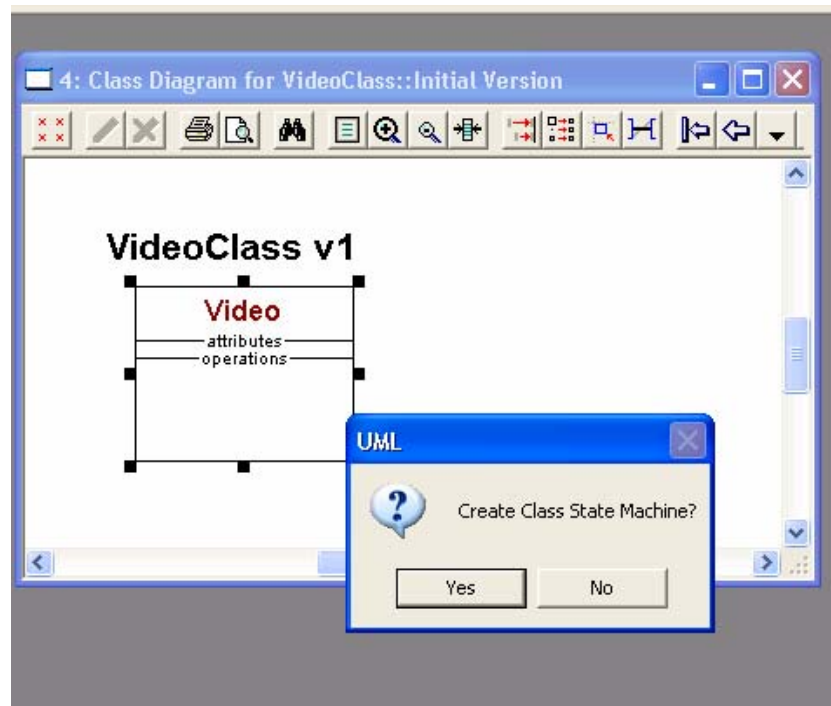 4: Class Diagram for VideoClass::Initial Version
VideoClass v1
Video
attributes
operations
UML
Create Class State Machine?
Yes
No